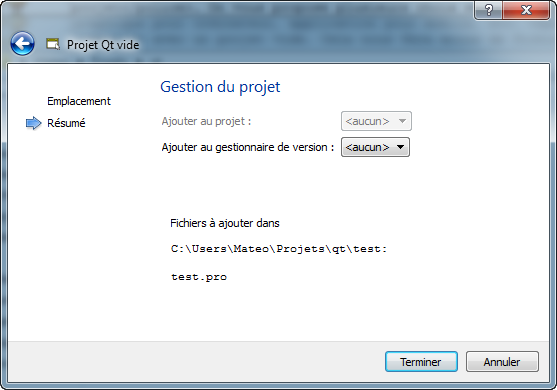 Projet Qt vide
Emplacement
Résumé
Gestion du projet
Ajouter au projet : <aucun>
Ajouter au gestionnaire de version : <aucun>
Fichiers à ajouter dans
C:\Users\Mateo\Projets\qt\test:
test.pro
Terminer
Annuler